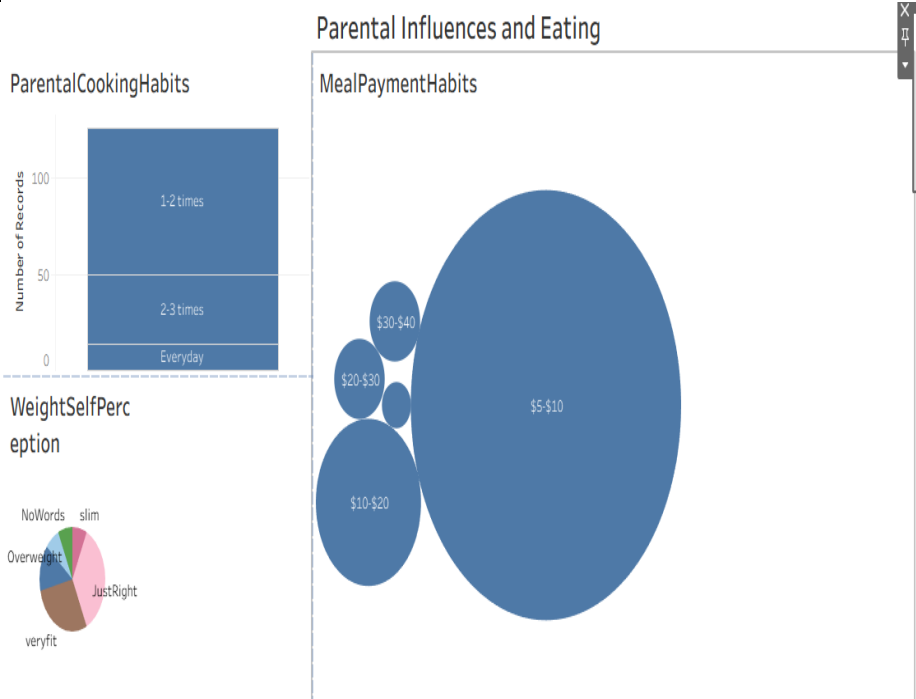 Parental Influences and Eating
ParentalCookingHabits
Number of Records
100
50
0
1-2 times
2-3 times
Everyday
WeightSelfPerc
eption
NoWords
slim
Overweight
JustRight
veryfit
MealPaymentHabits
$30-$40
$20-$30
$5-$10
$10-$20